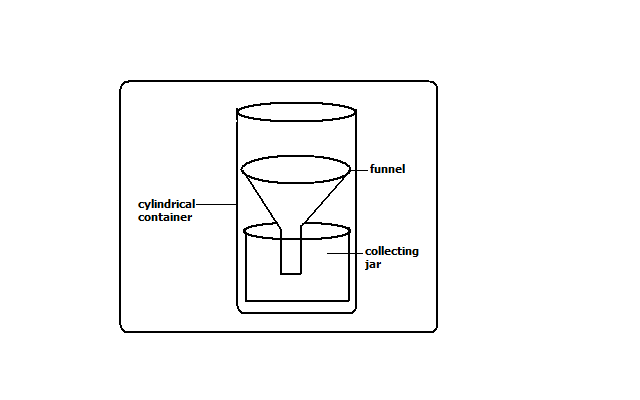 funnel
cylindrical
container
collecting
jar